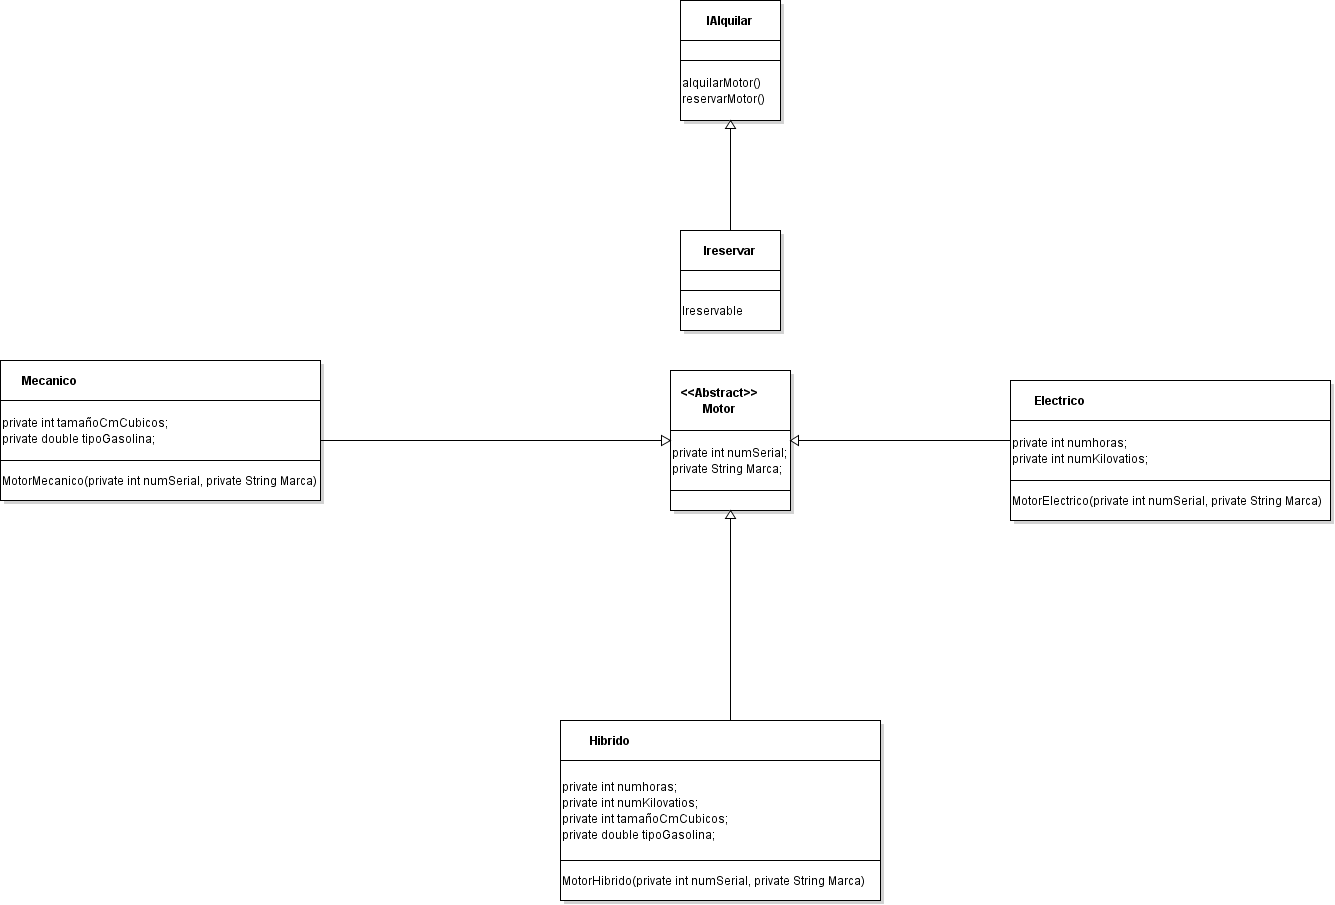 IAlquilar
alquilarMotor()
reservarMotor()
Ireservar
Ireservable
Mecanico
private int tamañoCmCubicos;
private double tipoGasolina;
MotorMecanico(private int numSerial, private String Marca)
<<Abstract>>
Motor
private int numSerial;
private String Marca;
Electrico
private int numhoras;
private int numKilovatios;
MotorElectrico(private int numSerial, private String Marca)
Hibrido
private int numhoras;
private int numKilovatios;
private int tamañoCmCubicos;
private double tipoGasolina;
MotorHibrido(private int numSerial, private String Marca)